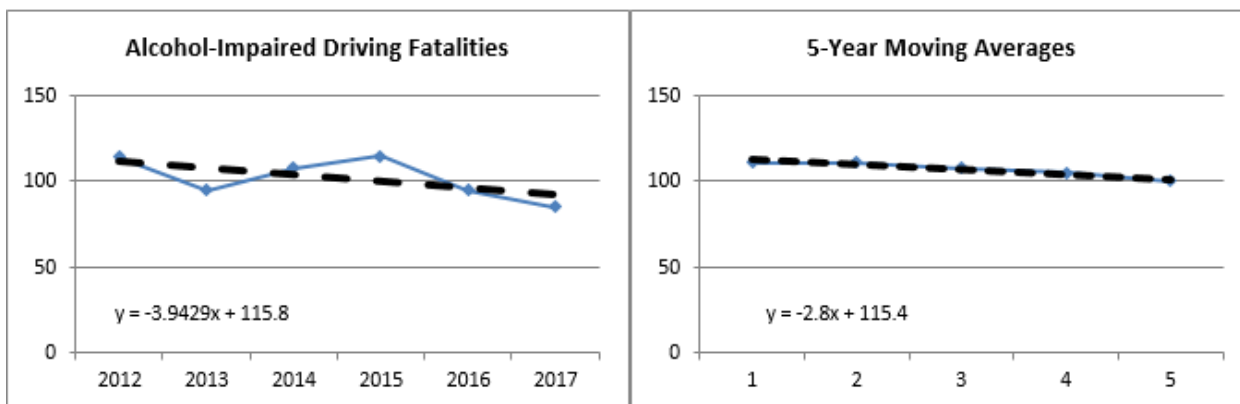 Alcohol-Impaired Driving Fatalities
150
100
50
0
y = -3.9429x + 115.8
2012 2013 2014 2015 2016 2017
5-Year Moving Averages
150
100
50
0
y = -2.8x + 115.4
1 2 3 4 5